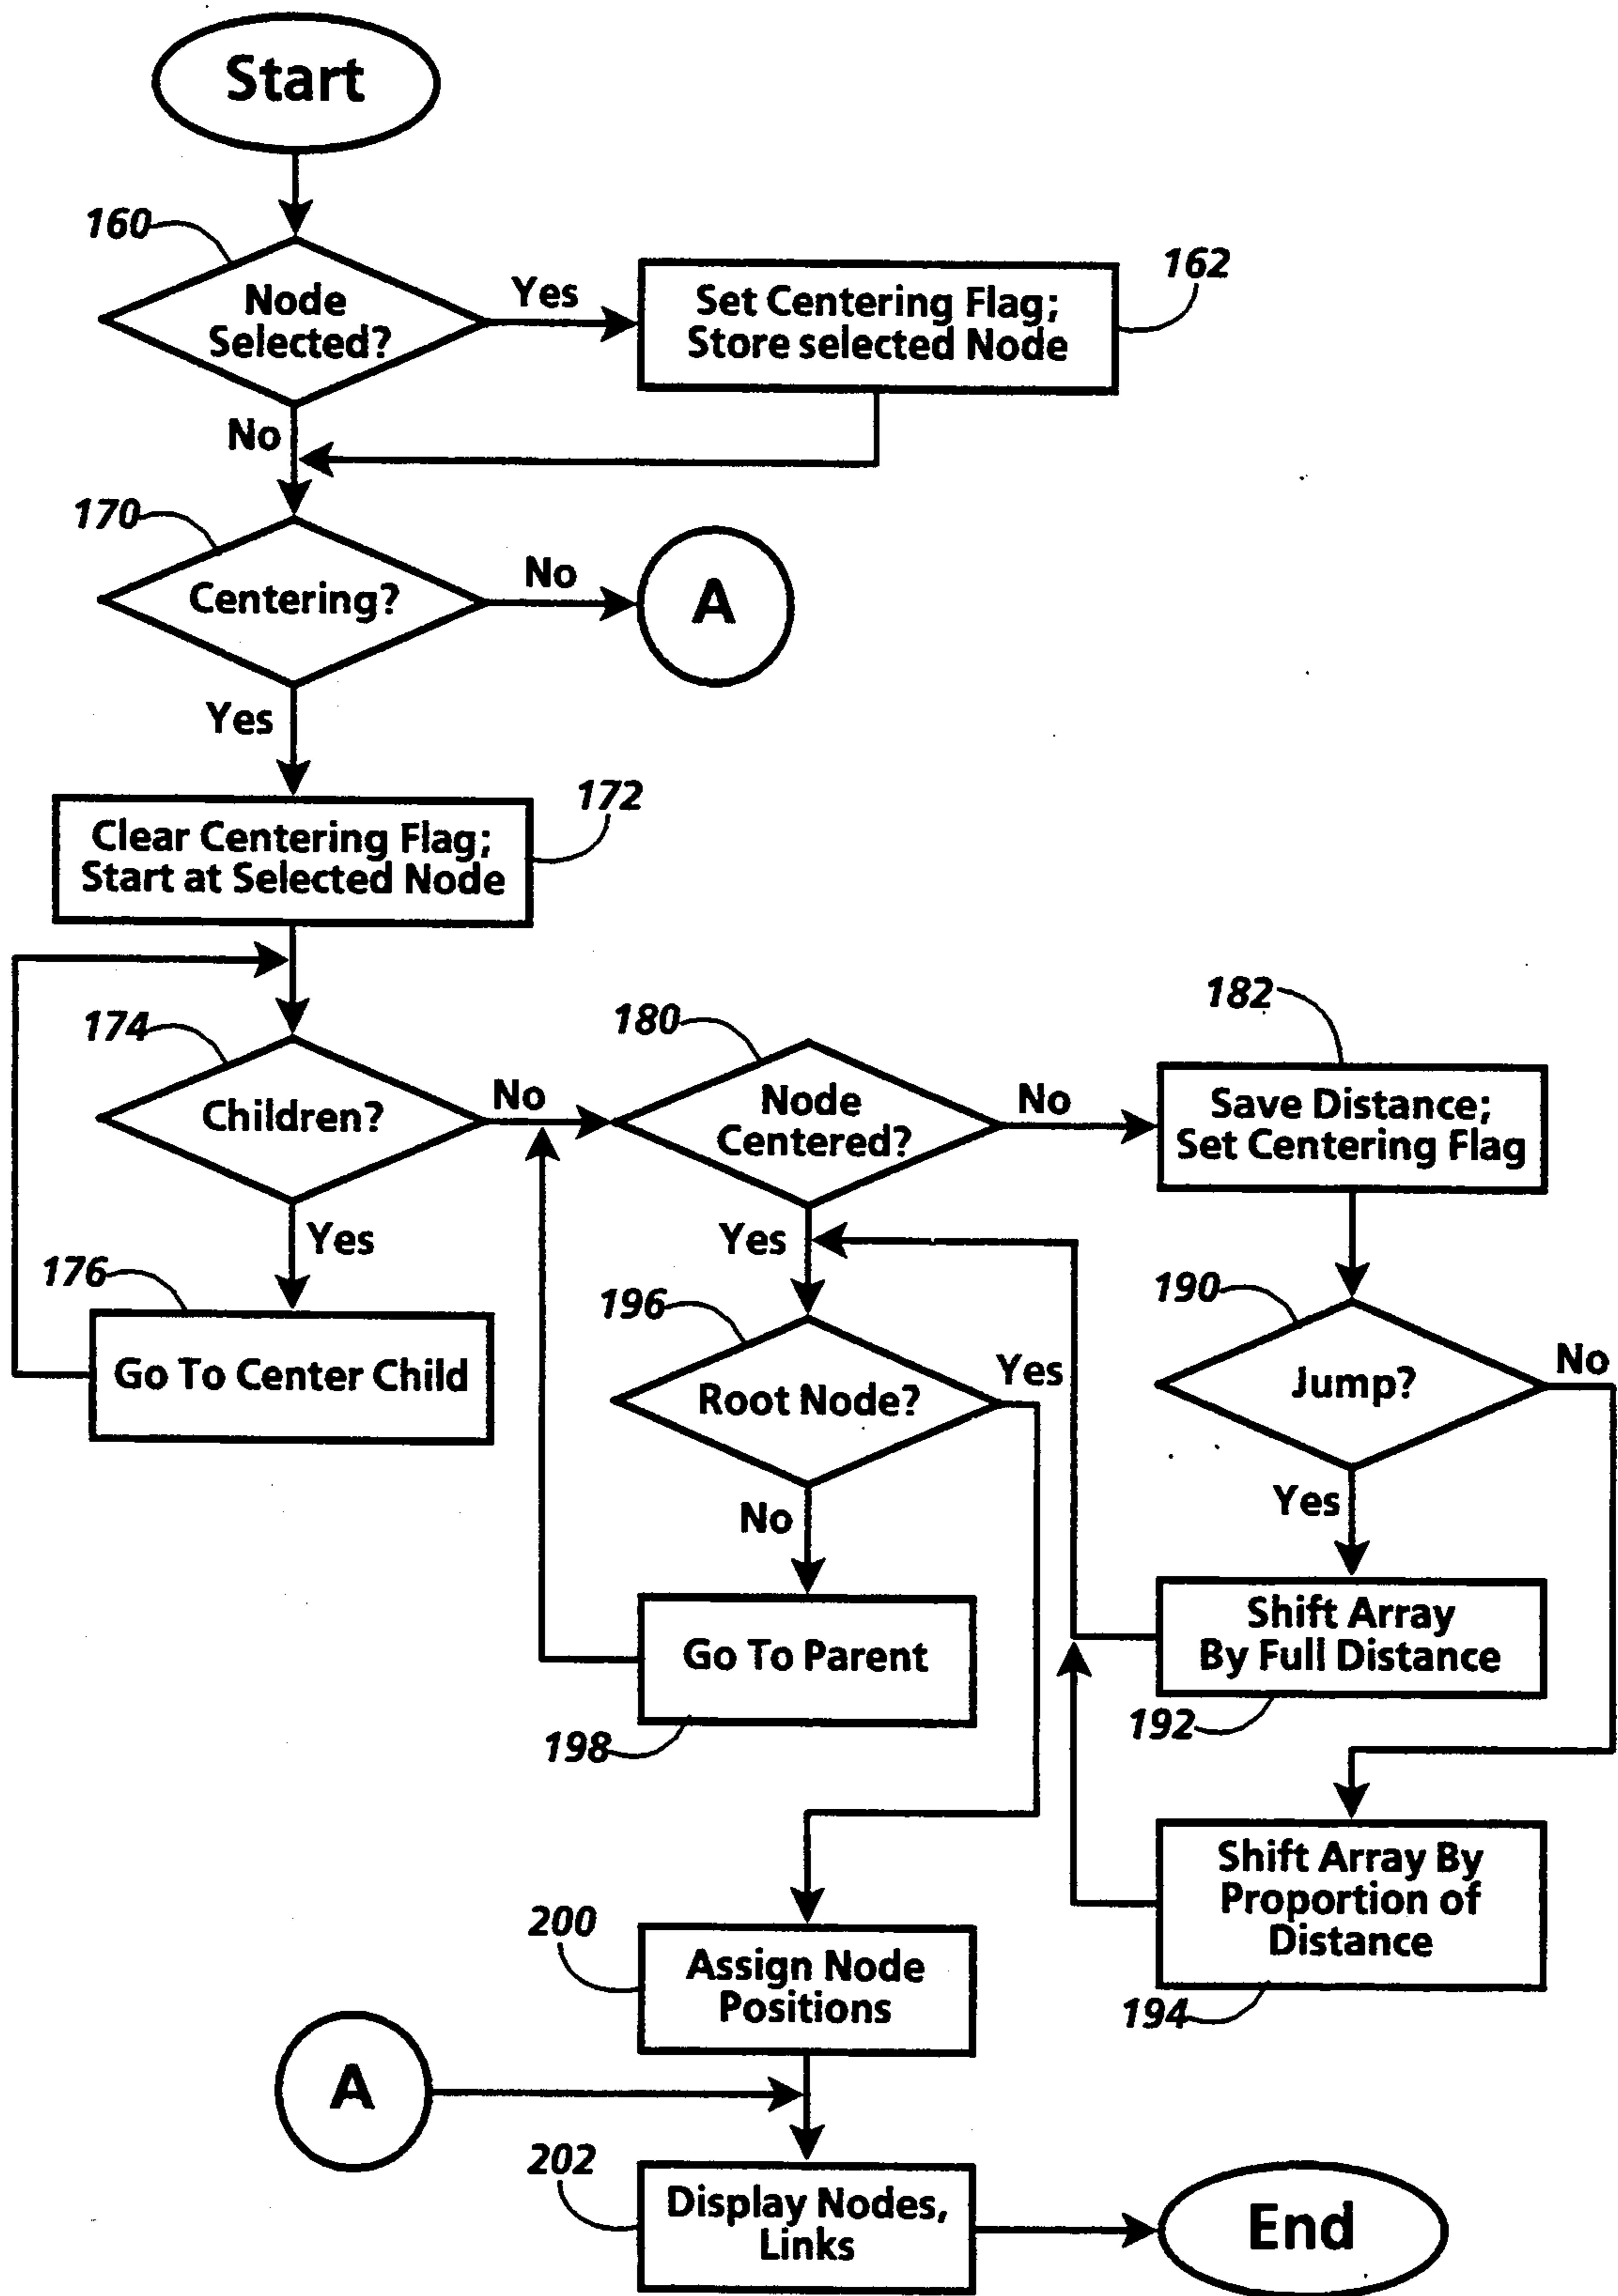 Start
160
Node
Selected?
Yes
162
Set Centering Flag;
Store selected Node
No
170
Centering?
No
A
Yes
172
Clear Centering Flag;
Start at Selected Node
174
Children?
No
180
Node
Centered?
No
182
Save Distance;
Set Centering Flag
Yes
176
Go To Center Child
Yes
196
Root Node?
Yes
190
Jump?
No
No
Yes
Go To Parent
198
Shift Array
By Full Distance
192
Shift Array By
Proportion of
Distance
194
200
Assign Node
Positions
A
202
Display Nodes,
Links
End